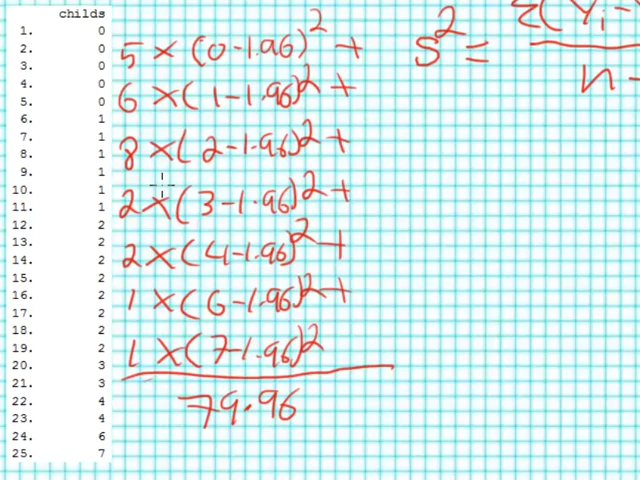 childs
1. 0
2. 0
3. 0
4. 0
5. 0
6. 1
7. 1
8. 1
9. 1
10. 1
11. 1
12. 2
13. 2
14. 2
15. 2
16. 2
17. 2
18. 2
19. 2
20. 3
21. 3
22. 4
23. 4
24. 6
25. 7
5 × (0-1.96)² +
6 × (1-1.96)² +
8 × (2-1.96)² +
2 × (3-1.96)² +
2 × (4-1.96)² +
1 × (6-1.96)² +
1 × (7-1.96)²
79.96
Σ(Yi-
S² =
n-